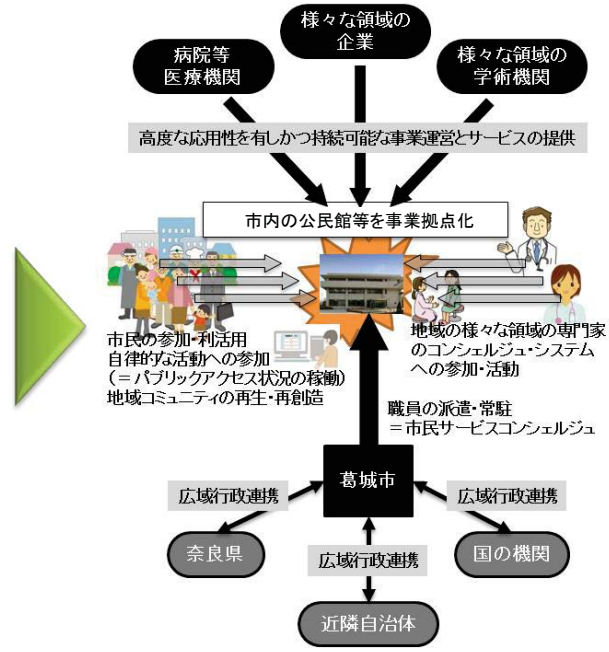 様々な領域の
企業
病院等
医療機関
様々な領域の
学術機関
高度な応用性を有しかつ持続可能な事業運営とサービスの提供
市内の公民館等を事業拠点化
市民の参加・利活用
自律的な活動への参加
（＝パブリックアクセス状況の稼働）
地域コミュニティの再生・再創造
地域の様々な領域の専門家
のコンシェルジュ・システム
への参加・活動
職員の派遣・常駐
＝市民サービスコンシェルジュ
葛城市
広域行政連携
広域行政連携
奈良県
広域行政連携
国の機関
近隣自治体